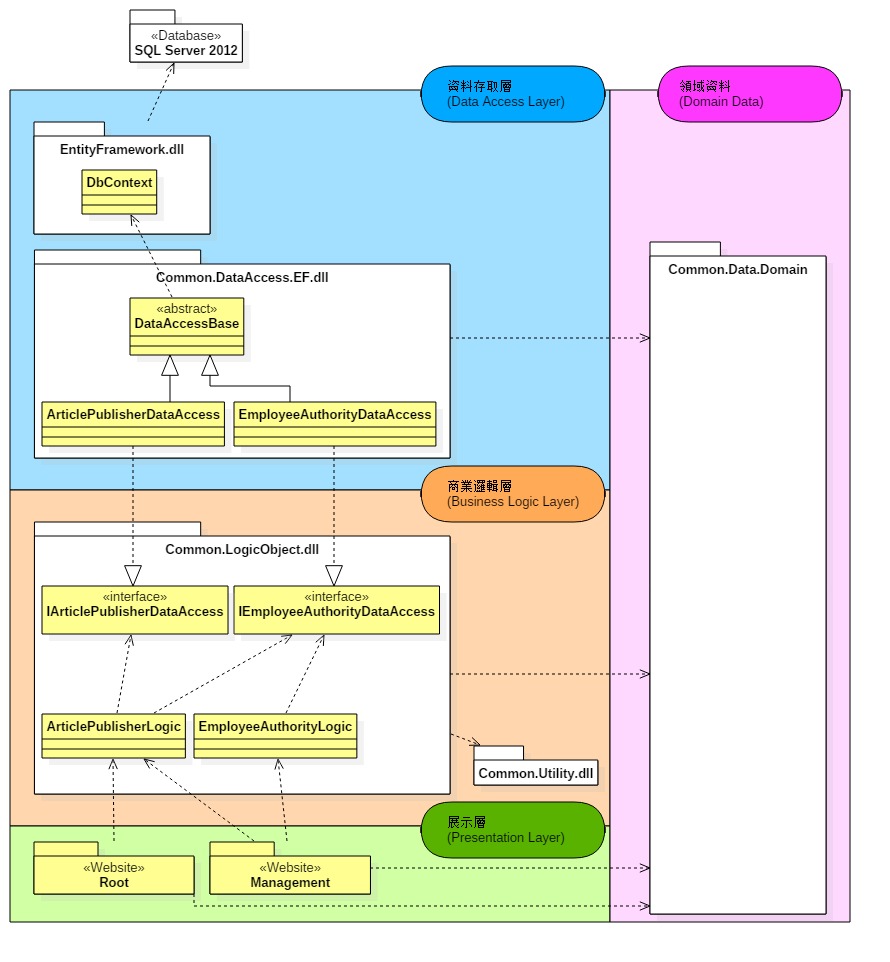 «Database»
SQL Server 2012
資料存取層
(Data Access Layer)
領域資料
(Domain Data)
EntityFramework.dll
DbContext
Common.DataAccess.EF.dll
«abstract»
DataAccessBase
ArticlePublisherDataAccess
EmployeeAuthorityDataAccess
Common.Data.Domain
商業邏輯層
(Business Logic Layer)
Common.LogicObject.dll
«interface»
IArticlePublisherDataAccess
«interface»
IEmployeeAuthorityDataAccess
ArticlePublisherLogic
EmployeeAuthorityLogic
Common.Utility.dll
展示層
(Presentation Layer)
«Website»
Root
«Website»
Management